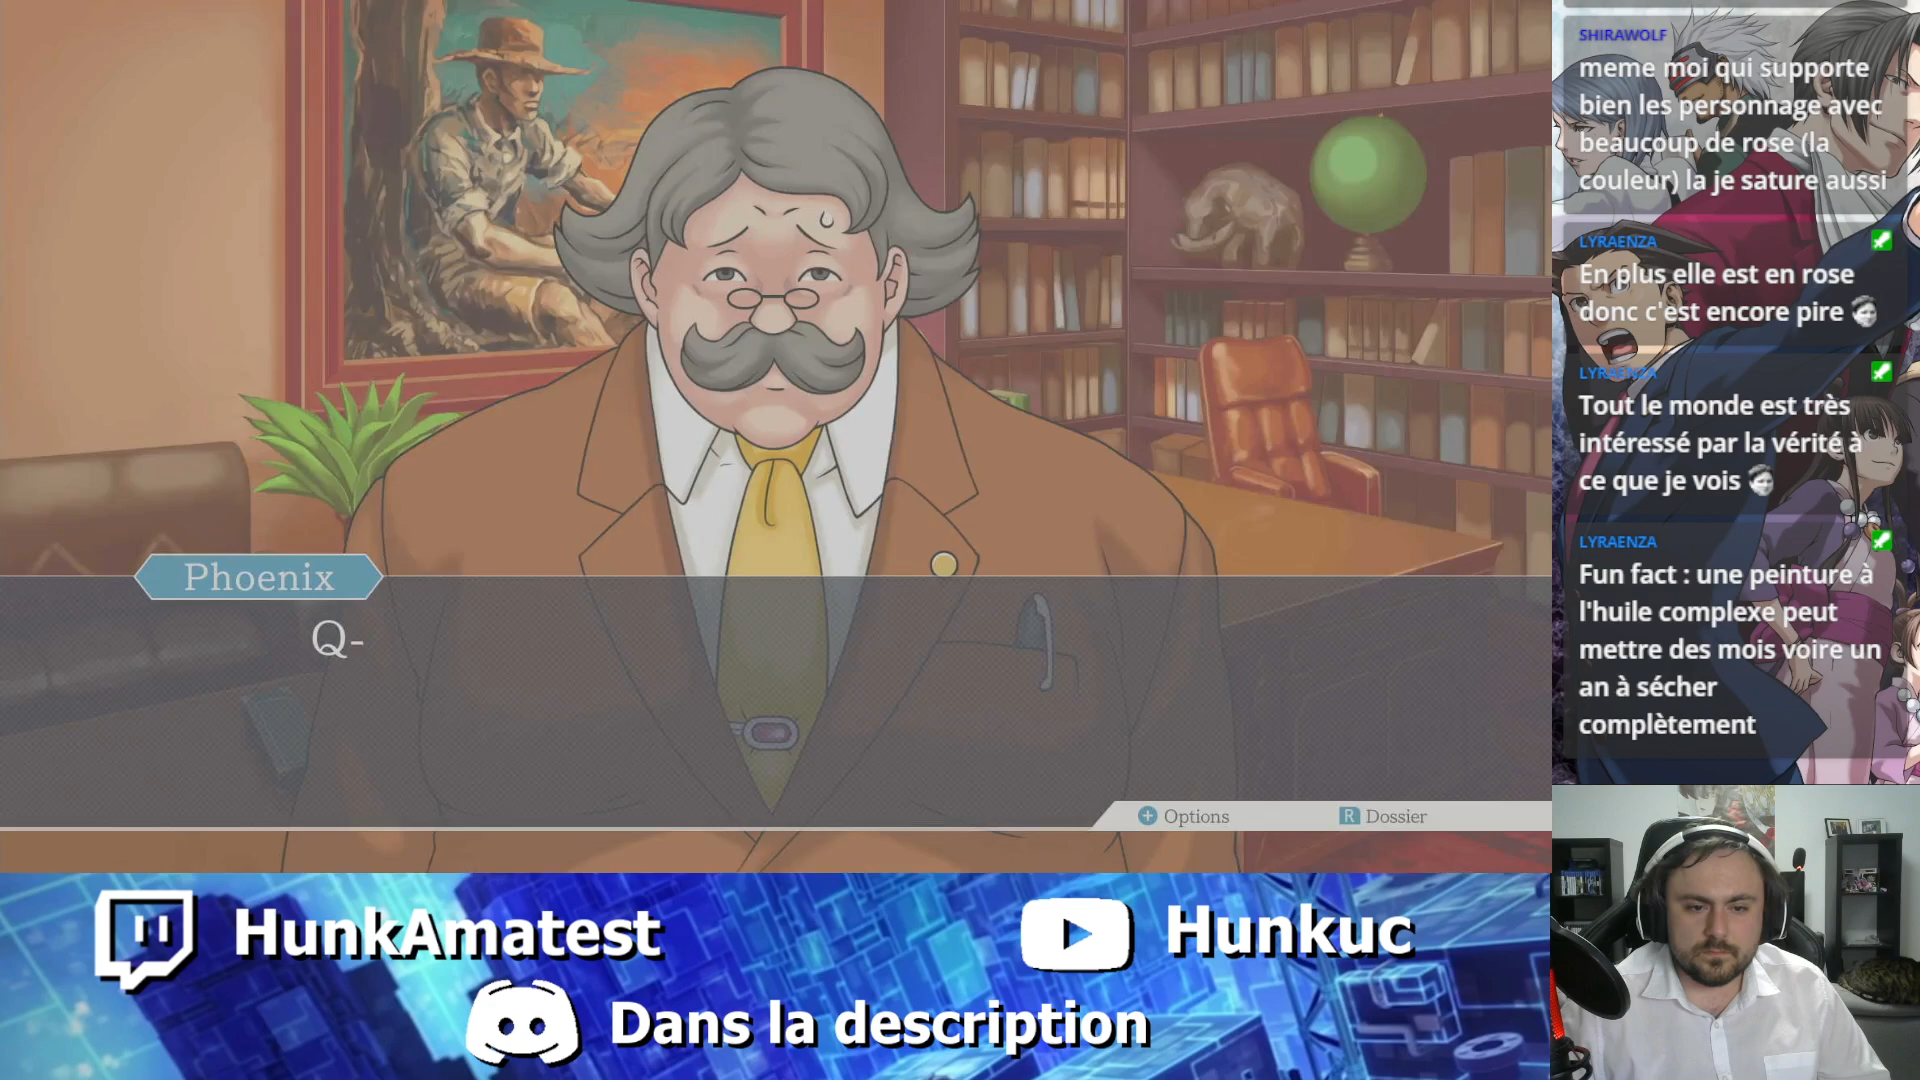 Phoenix
Q-
Options
R Dossier
SHIRAWOLF
meme moi qui supporte
bien les personnage avec
beaucoup de rose (la
couleur) la je sature aussi
LYRAENZA
En plus elle est en rose
donc c'est encore pire
LYRAENZA
Tout le monde est très
intéressé par la vérité à
ce que je vois
LYRAENZA
Fun fact : une peinture à
l'huile complexe peut
mettre des mois voire un
an à sécher
complètement
HunkAmatest
Hunkuc
Dans la description